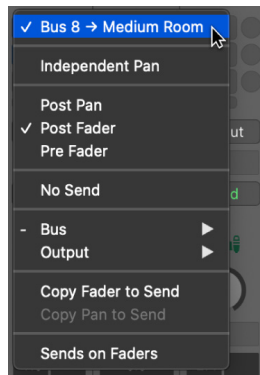 ✓ Bus 8 → Medium Room
Independent Pan
Post Pan
✓ Post Fader
Pre Fader
No Send
- Bus ▶
Output ▶
Copy Fader to Send
Copy Pan to Send
Sends on Faders
ut
d